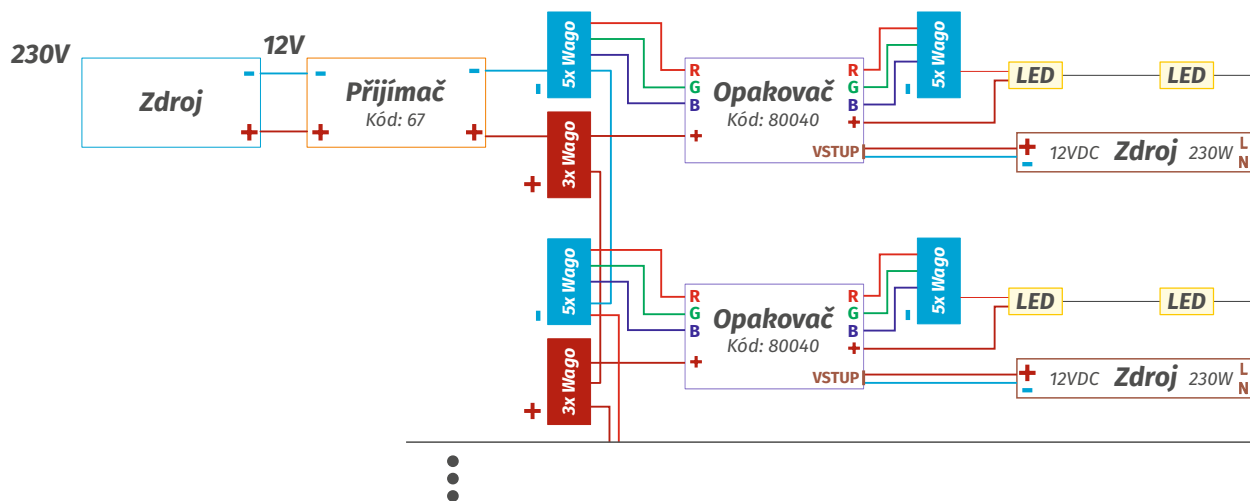 230V
12V
Zdroj
-
+
-
+
Přijímač
Kód: 67
-
+
5x Wago
-
3x Wago
+
R
G
B
+
Opakovač
Kód: 80040
R
G
B
+
VSTUP
5x Wago
-
LED
LED
+
-
12VDC Zdroj 230W
L
N
5x Wago
-
3x Wago
+
R
G
B
+
Opakovač
Kód: 80040
R
G
B
+
VSTUP
5x Wago
-
LED
LED
+
-
12VDC Zdroj 230W
L
N